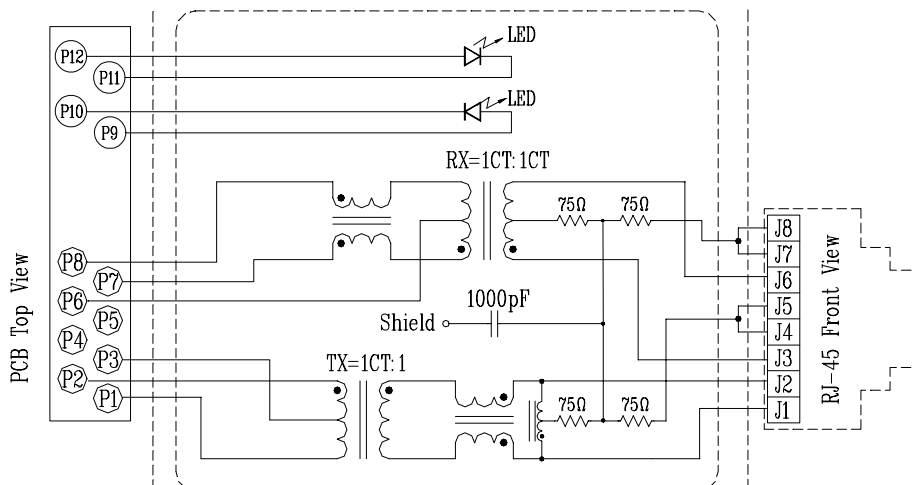 P12
LED
P11
P10
LED
P9
RX=1CT:1CT
75Ω
75Ω
J8
P8
J7
P7
J6
P6
1000pF
J5
P5
Shield
J4
P4
TX=1CT:1
P3
J3
P2
J2
P1
75Ω
75Ω
J1
PCB Top View
RJ-45 Front View